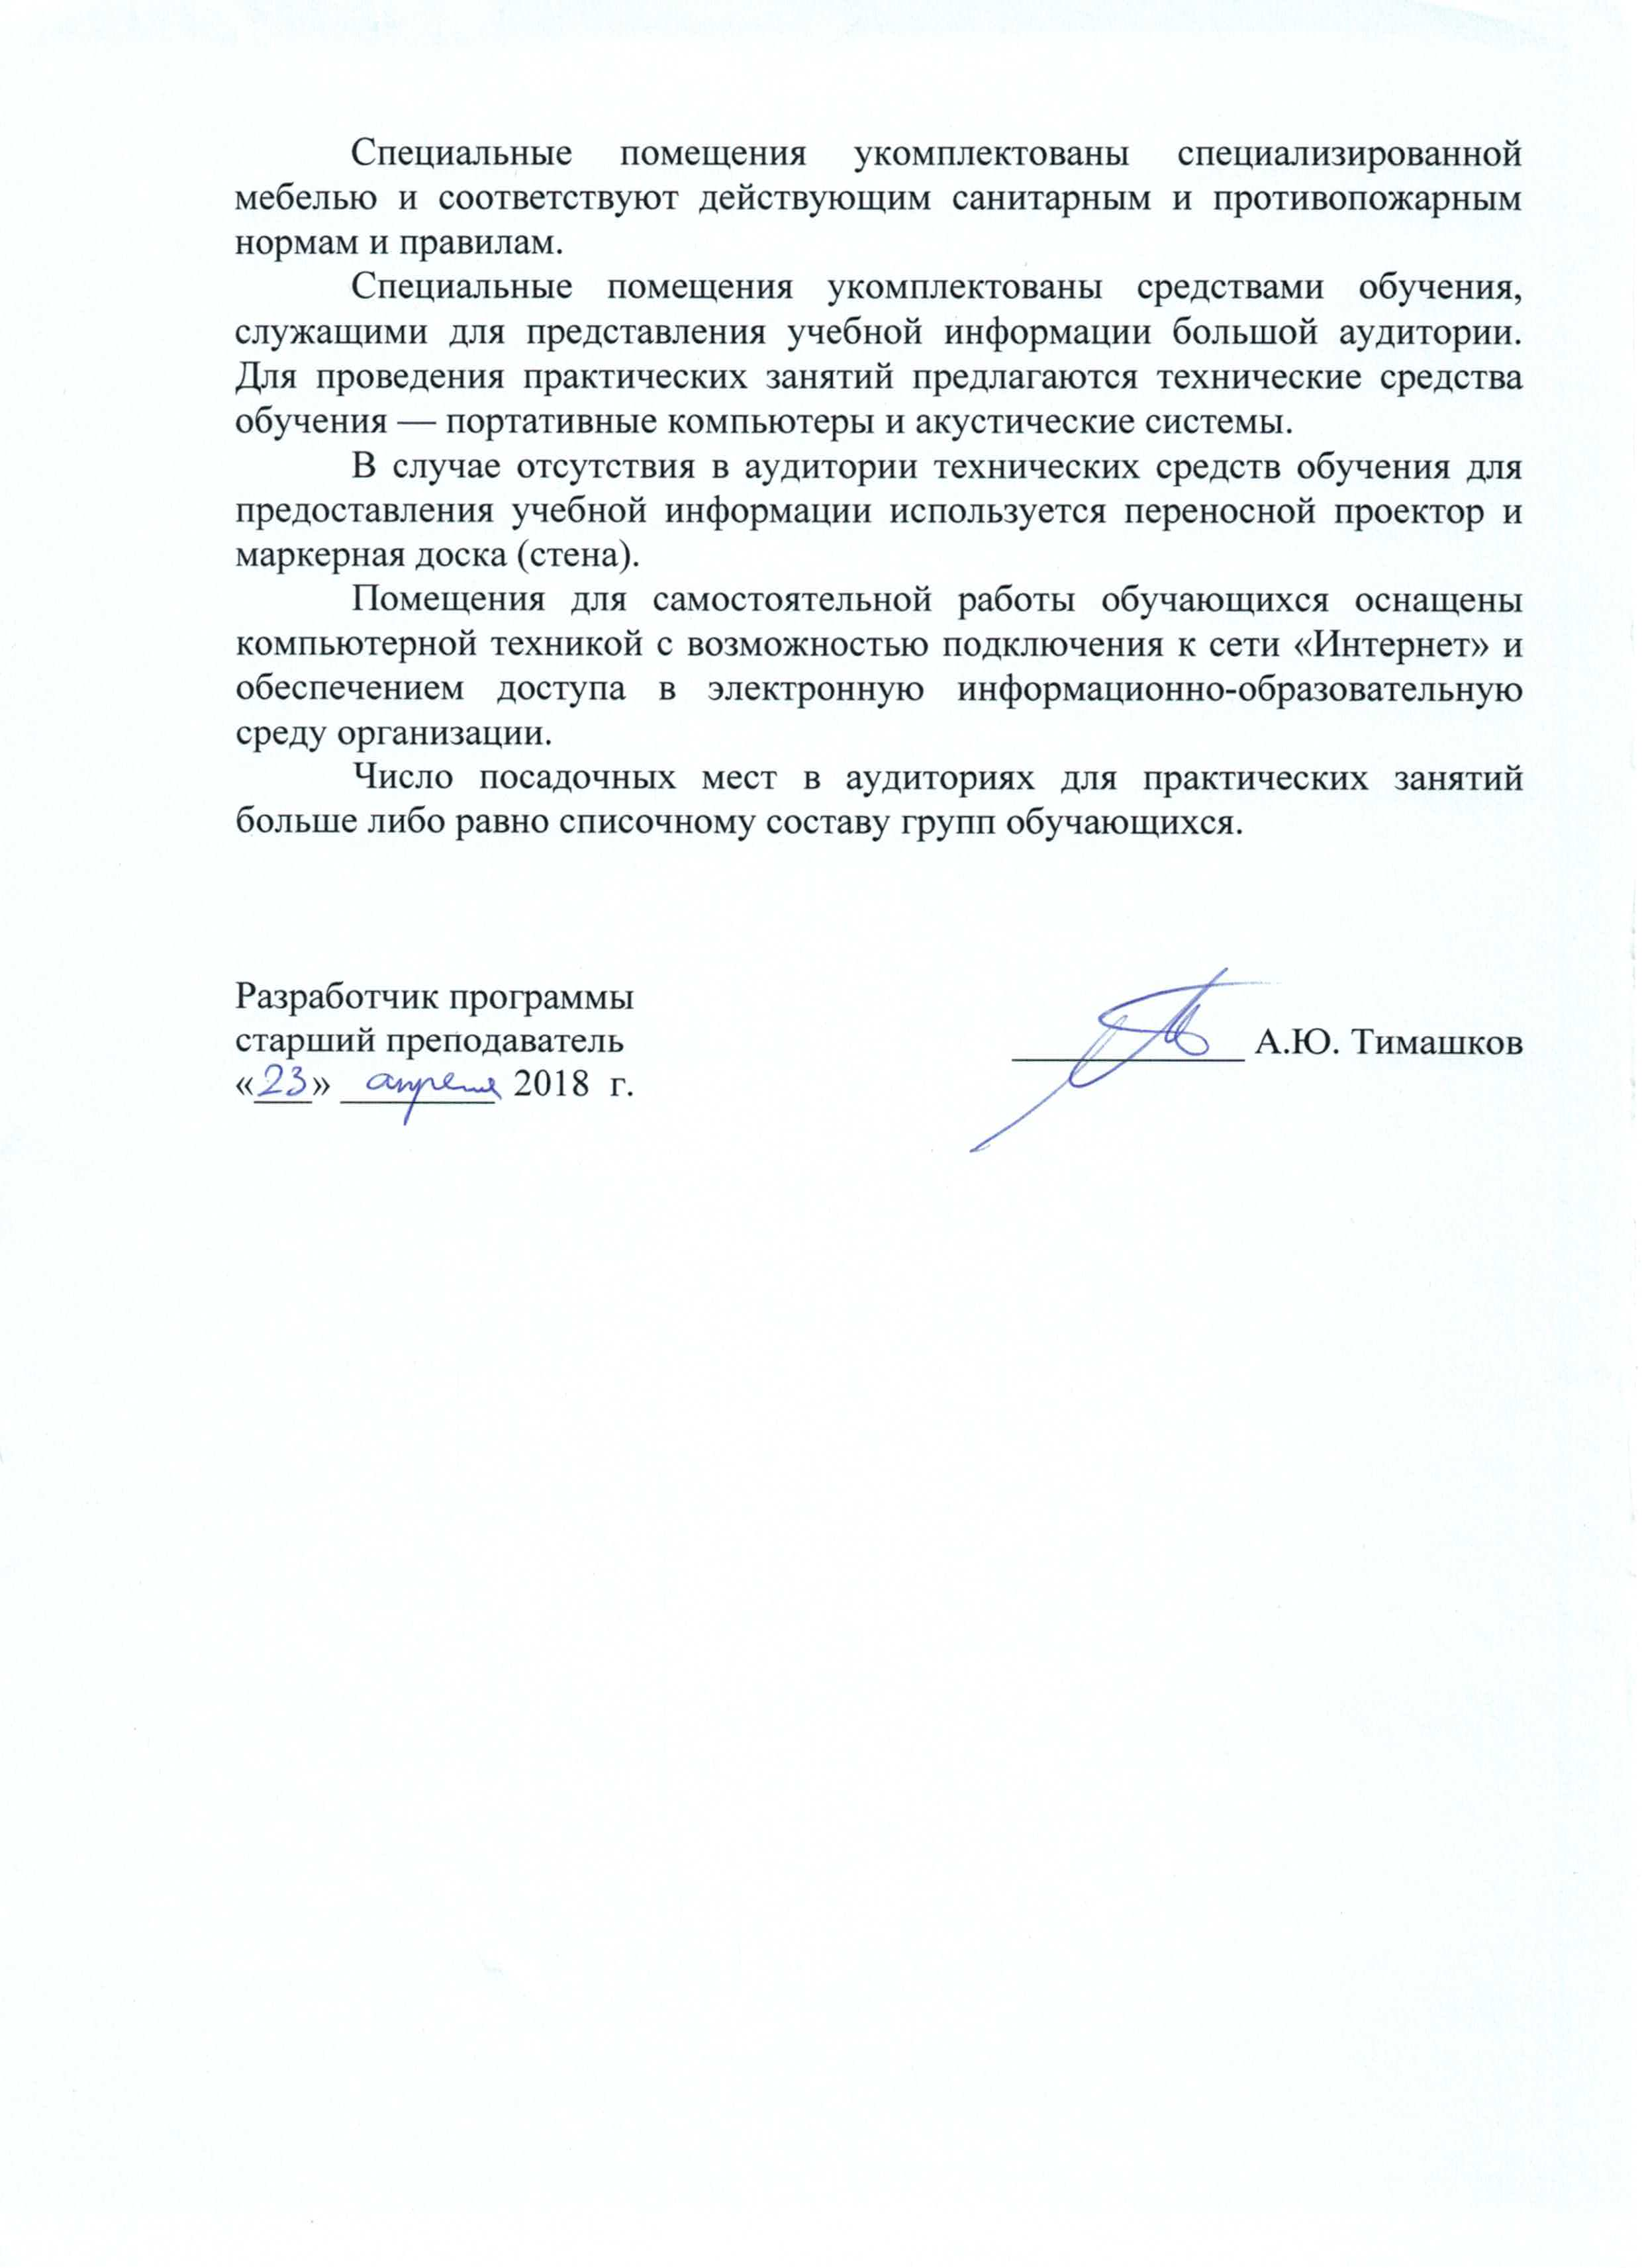 Специальные помещения укомплектованы специализированной
мебелью и соответствуют действующим санитарным и противопожарным
нормам и правилам.
Специальные помещения укомплектованы средствами обучения,
служащими для представления учебной информации большой аудитории.
Для проведения практических занятий предлагаются технические средства
обучения — портативные компьютеры и акустические системы.
В случае отсутствия в аудитории технических средств обучения для
предоставления учебной информации используется переносной проектор и
маркерная доска (стена).
Помещения для самостоятельной работы обучающихся оснащены
компьютерной техникой с возможностью подключения к сети «Интернет» и
обеспечением доступа в электронную информационно-образовательную
среду организации.
Число посадочных мест в аудиториях для практических занятий
больше либо равно списочному составу групп обучающихся.
Разработчик программы
старший преподаватель
А.Ю. Тимашков
«23» апреля 2018 г.